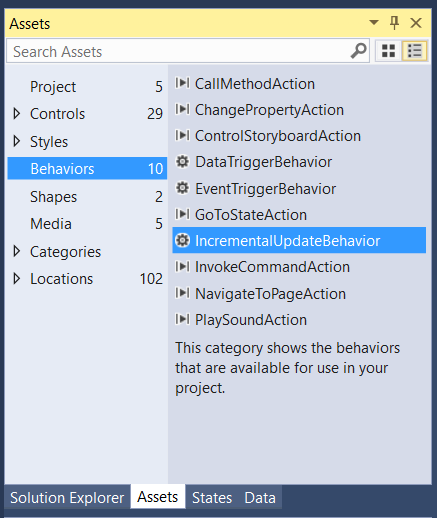 Assets
Search Assets
Project 5
Controls 29
Styles
Behaviors 10
Shapes 2
Media 5
Categories
Locations 102
CallMethodAction
ChangePropertyAction
ControlStoryboardAction
DataTriggerBehavior
EventTriggerBehavior
GoToStateAction
IncrementalUpdateBehavior
InvokeCommandAction
NavigateToPageAction
PlaySoundAction
This category shows the behaviors
that are available for use in your
project.
Solution Explorer Assets States Data